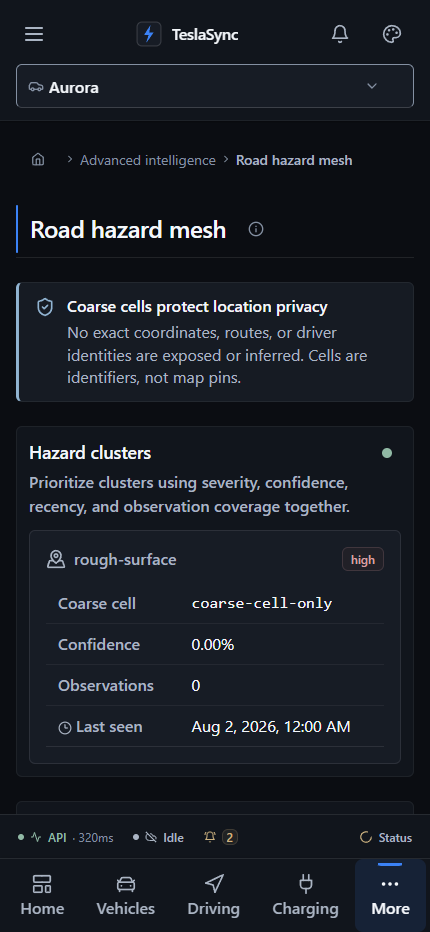 TeslaSync
Aurora
Advanced intelligence
Road hazard mesh
Road hazard mesh
Coarse cells protect location privacy
No exact coordinates, routes, or driver
identities are exposed or inferred. Cells are
identifiers, not map pins.
Hazard clusters
Prioritize clusters using severity, confidence,
recency, and observation coverage together.
rough-surface
high
Coarse cell
coarse-cell-only
Confidence
0.00%
Observations
0
Last seen
Aug 2, 2026, 12:00 AM
API · 320ms
Idle
2
Status
Home
Vehicles
Driving
Charging
More